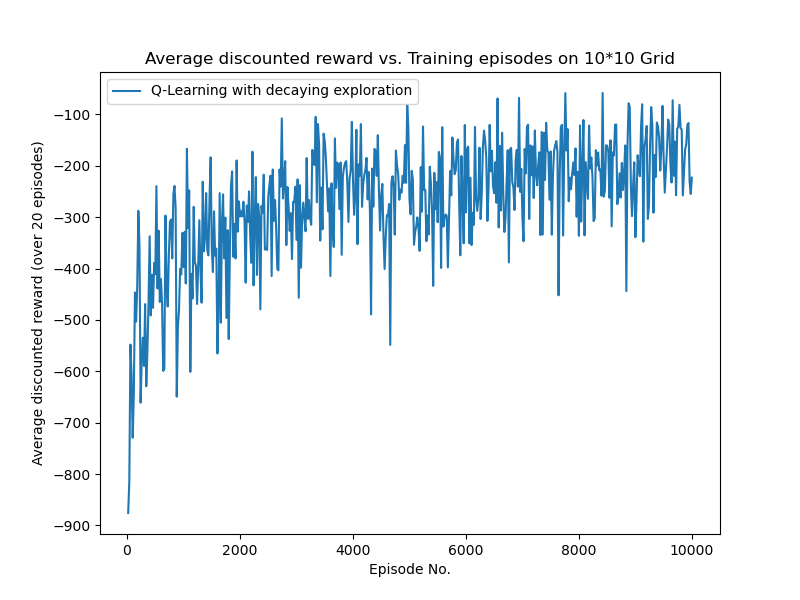 Average discounted reward vs. Training episodes on 10*10 Grid
Q-Learning with decaying exploration
Average discounted reward (over 20 episodes)
−100
−200
−300
−400
−500
−600
−700
−800
−900
0 2000 4000 6000 8000 10000
Episode No.